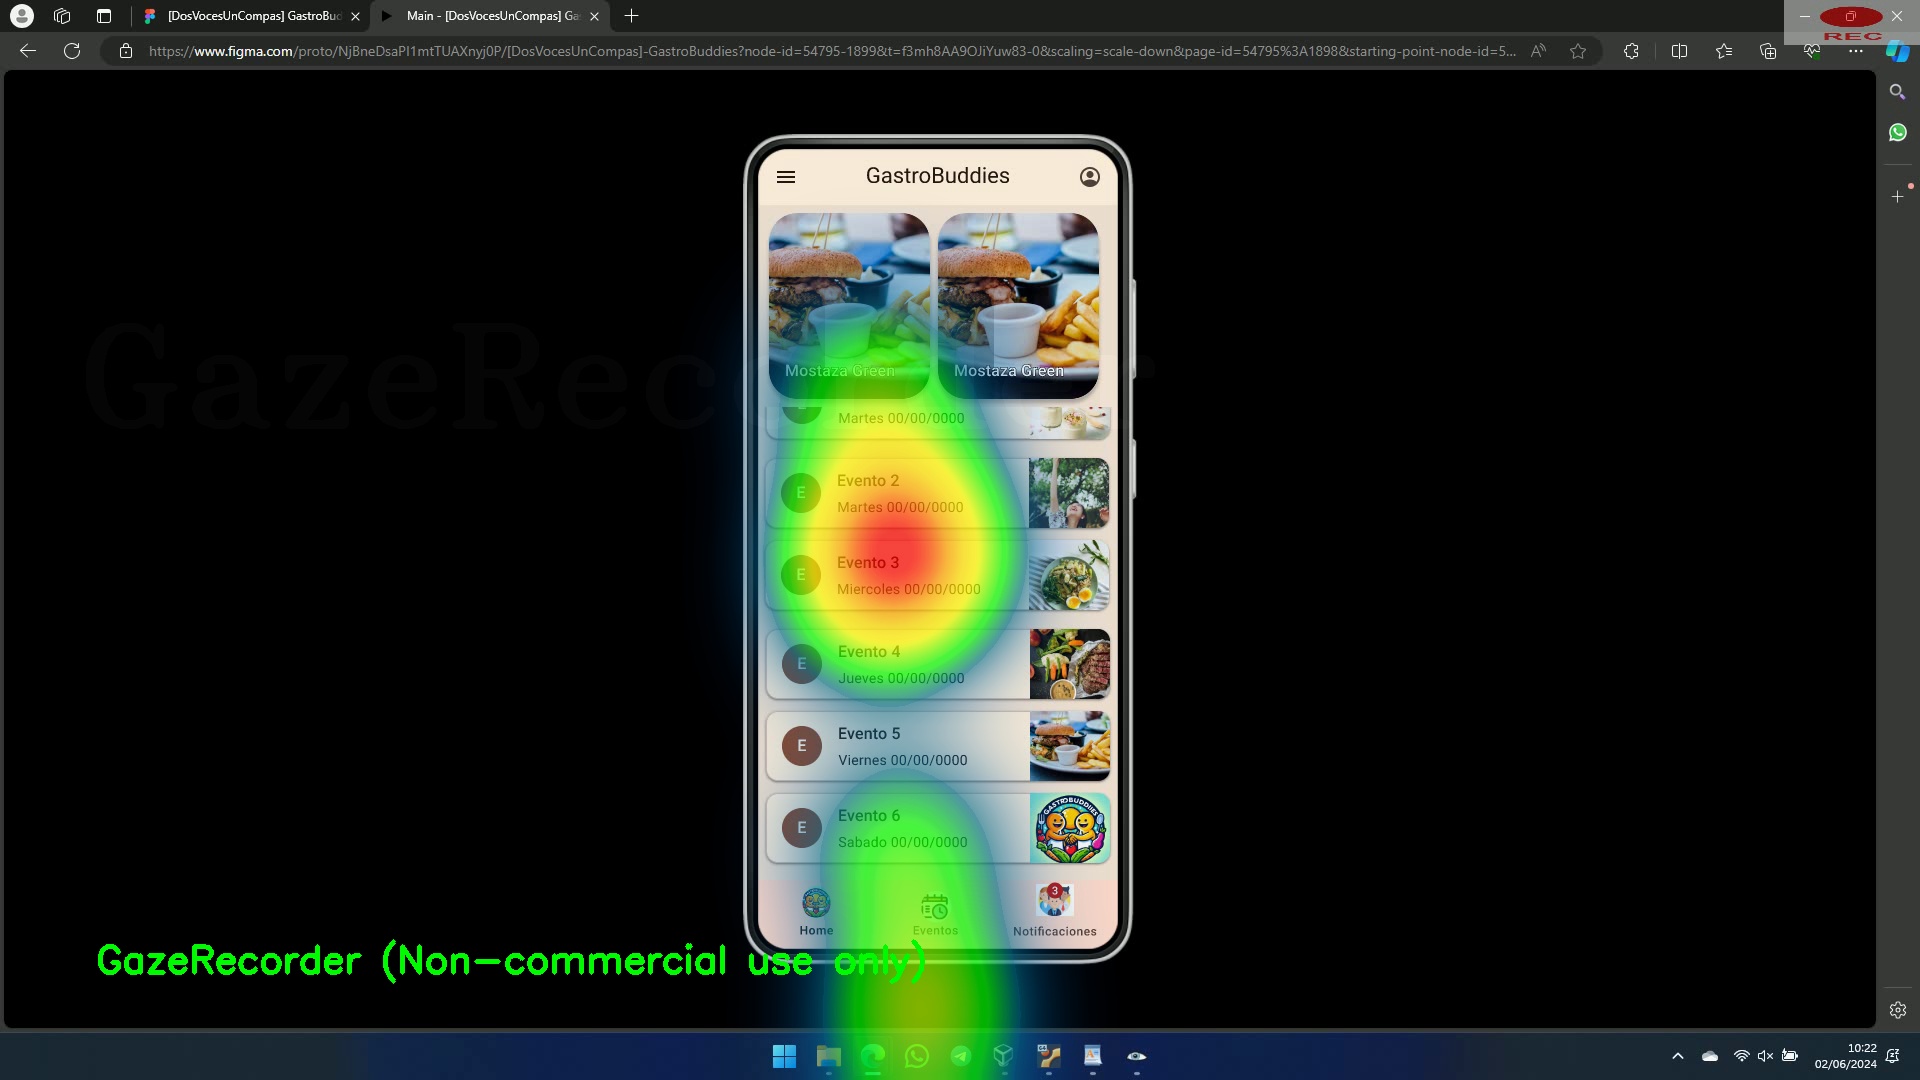 [DosVocesUnCompas] GastroBud
Main - [DosVocesUnCompas] Ga
REC
https://www.figma.com/proto/NjBneDsaPI1mtTUAXnyj0P/[DosVocesUnCompas]-GastroBuddies?node-id=54795-1899&t=f3mh8AA9OJiYuw83-0&scaling=scale-down&page-id=54795%3A1898&starting-point-node-id=5...
GastroBuddies
Mostaza Green
Mostaza Green
Martes 00/00/0000
E
Evento 2
Martes 00/00/0000
E
Evento 3
Miercoles 00/00/0000
E
Evento 4
Jueves 00/00/0000
E
Evento 5
Viernes 00/00/0000
E
Evento 6
Sabado 00/00/0000
GASTROBUDDIES
3
Home
Eventos
Notificaciones
GazeRecorder
GazeRecorder (Non-commercial use only)
10:22
02/06/2024